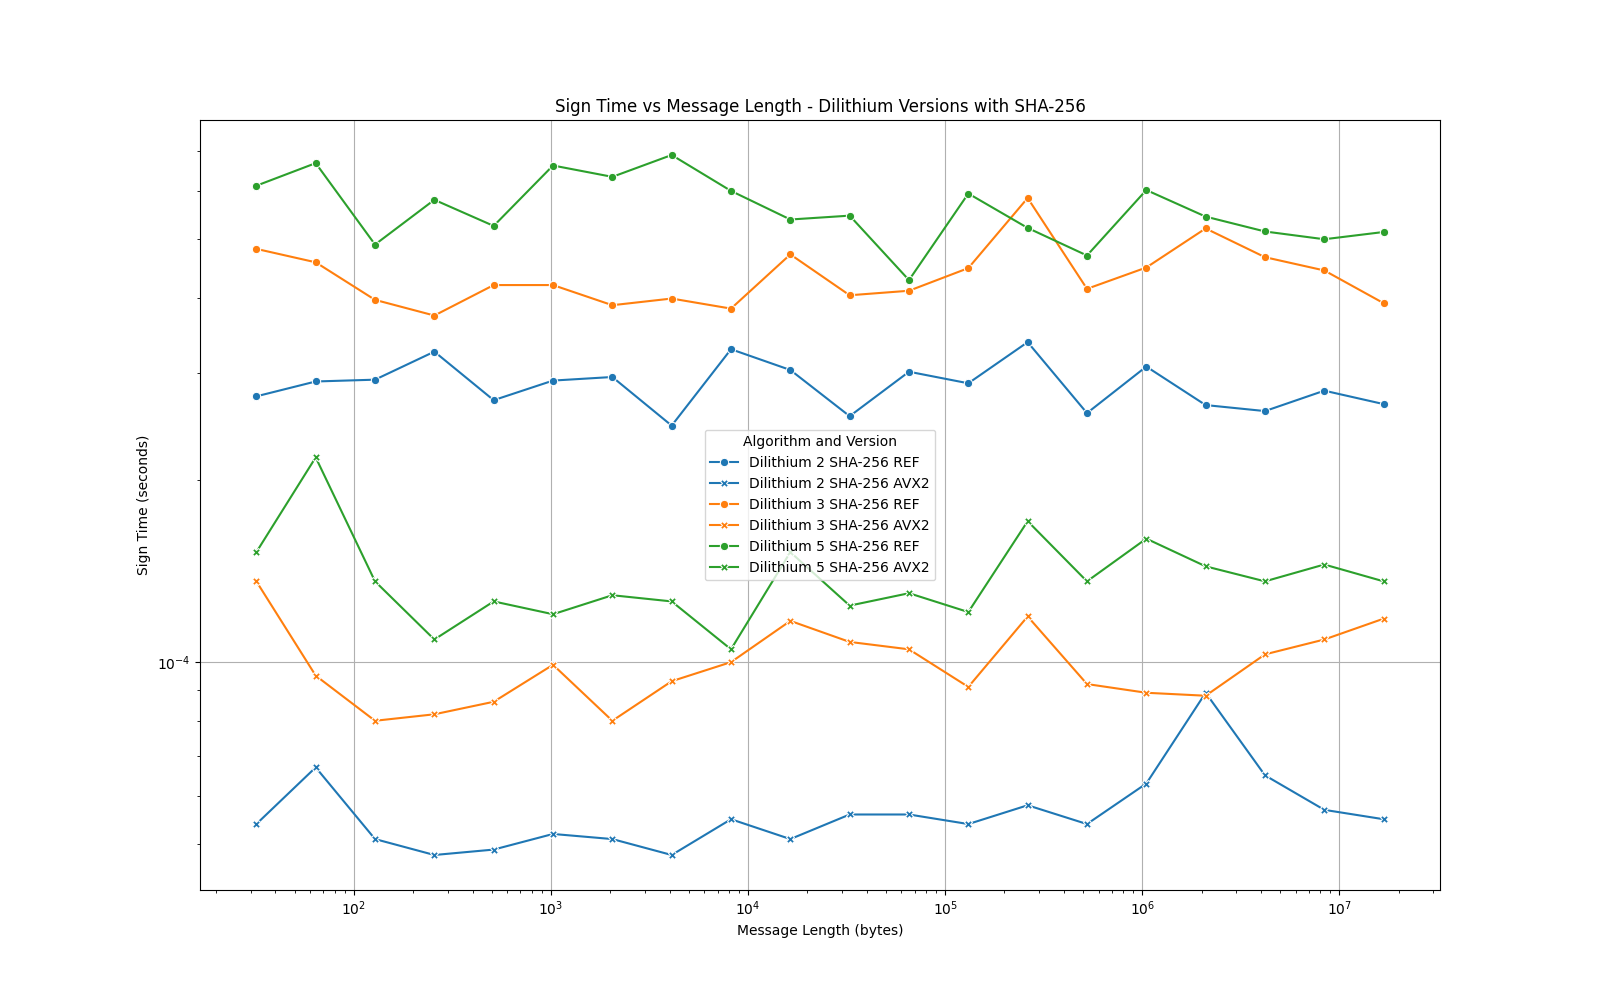 Sign Time vs Message Length - Dilithium Versions with SHA-256
Sign Time (seconds)
10⁻⁴
Algorithm and Version
Dilithium 2 SHA-256 REF
Dilithium 2 SHA-256 AVX2
Dilithium 3 SHA-256 REF
Dilithium 3 SHA-256 AVX2
Dilithium 5 SHA-256 REF
Dilithium 5 SHA-256 AVX2
10² 10³ 10⁴ 10⁵ 10⁶ 10⁷
Message Length (bytes)